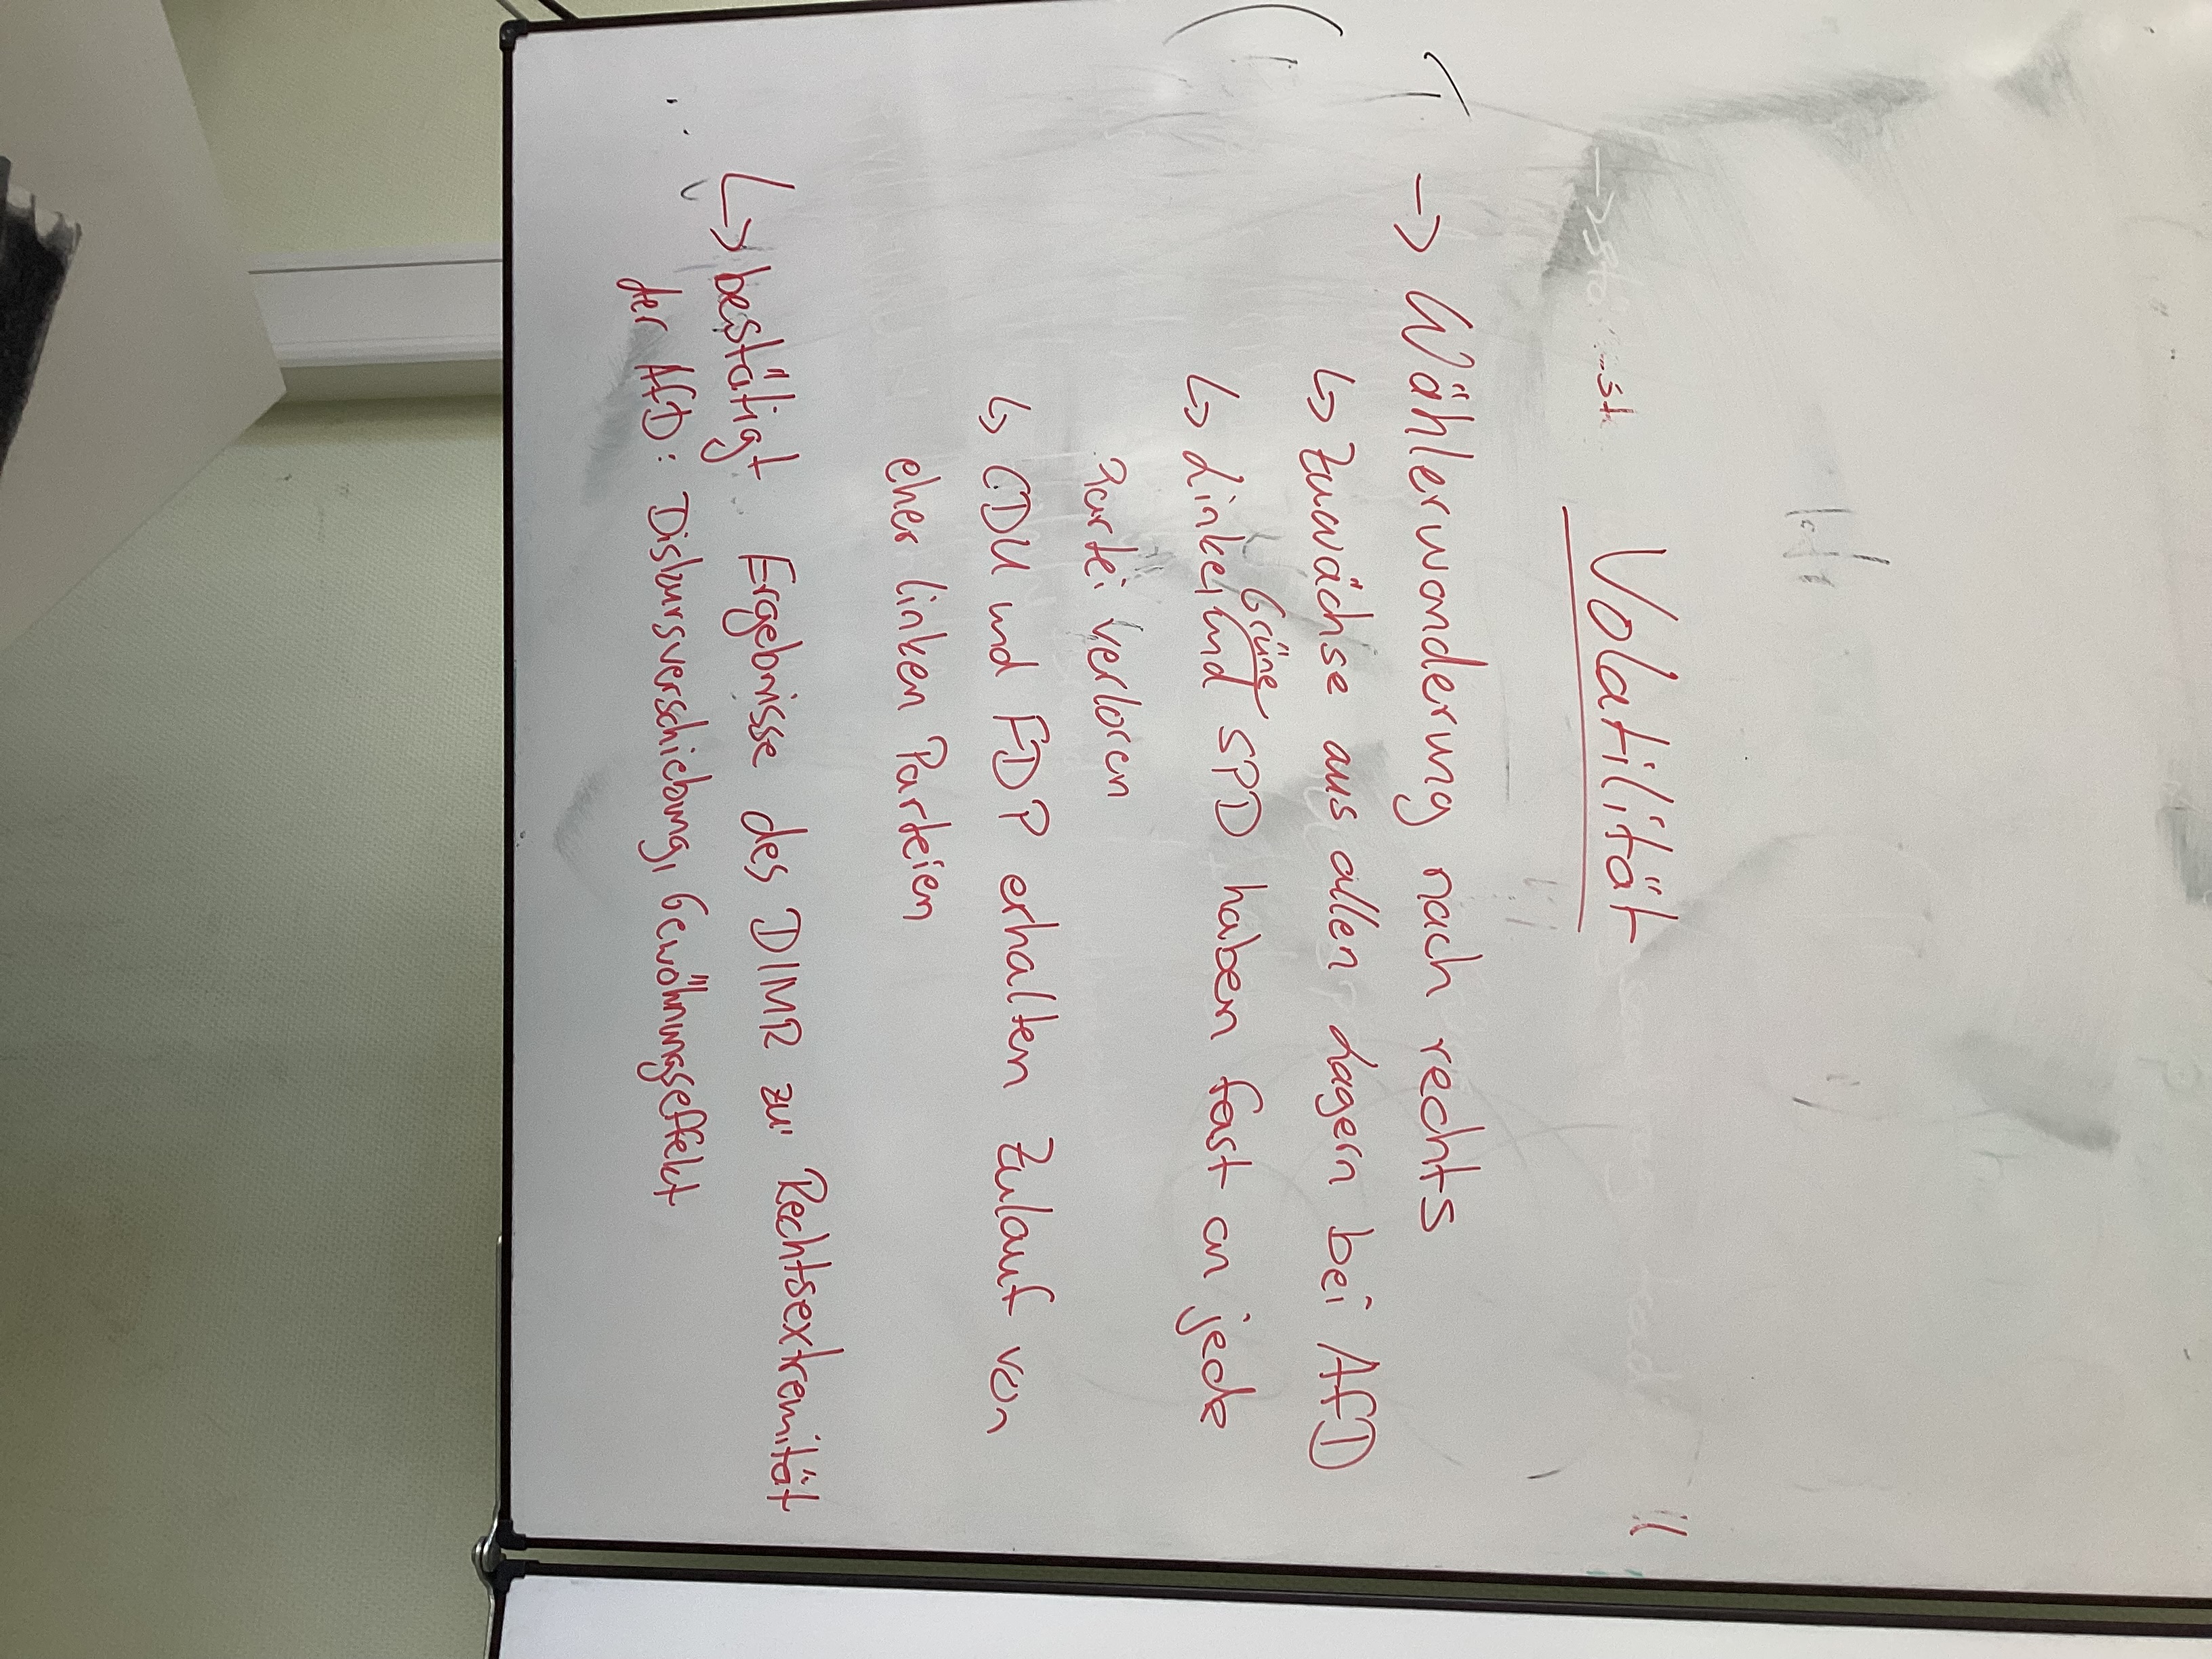 Volatilität
-> Wählerwanderung nach rechts
↳ Zuwächse aus allen Lagern bei AfD
Grüne
↳ Linke, und SPD haben fast an jede
Partei verloren
↳ CDU und FDP erhalten Zulauf von
eher linken Parteien
↳ bestätigt Ergebnisse des DIMR zu Rechtsextremität
der AfD: Diskursverschiebung, Gewöhnungseffekt